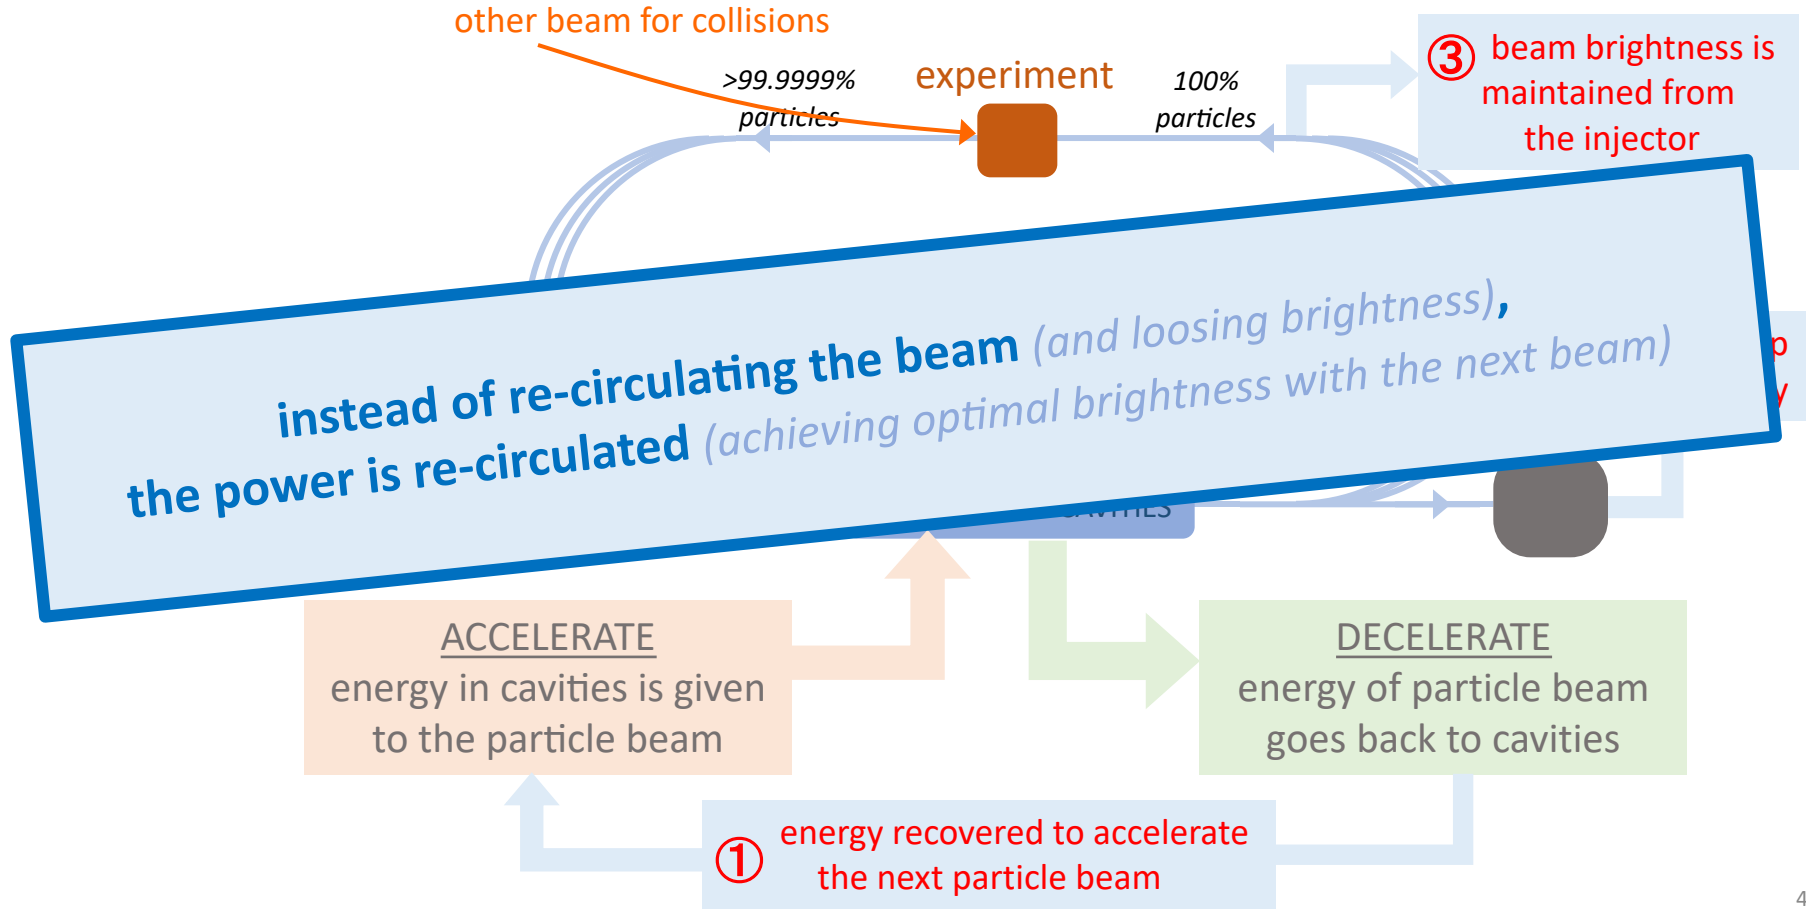 other beam for collisions
>99.9999%
particles
experiment
100%
particles
③ beam brightness is
maintained from
the injector
instead of re-circulating the beam (and loosing brightness),
the power is re-circulated (achieving optimal brightness with the next beam)
p
y
ACCELERATE
energy in cavities is given
to the particle beam
DECELERATE
energy of particle beam
goes back to cavities
① energy recovered to accelerate
the next particle beam
4